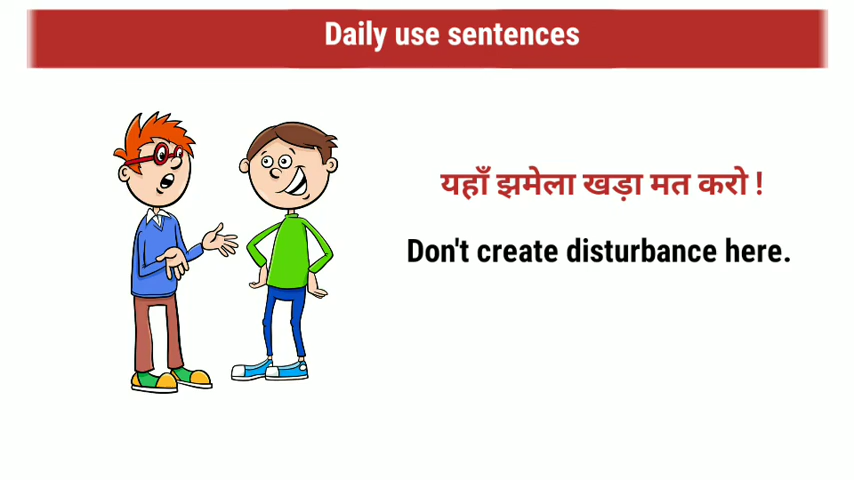 Daily use sentences
यहाँ झमेला खड़ा मत करो !
Don't create disturbance here.